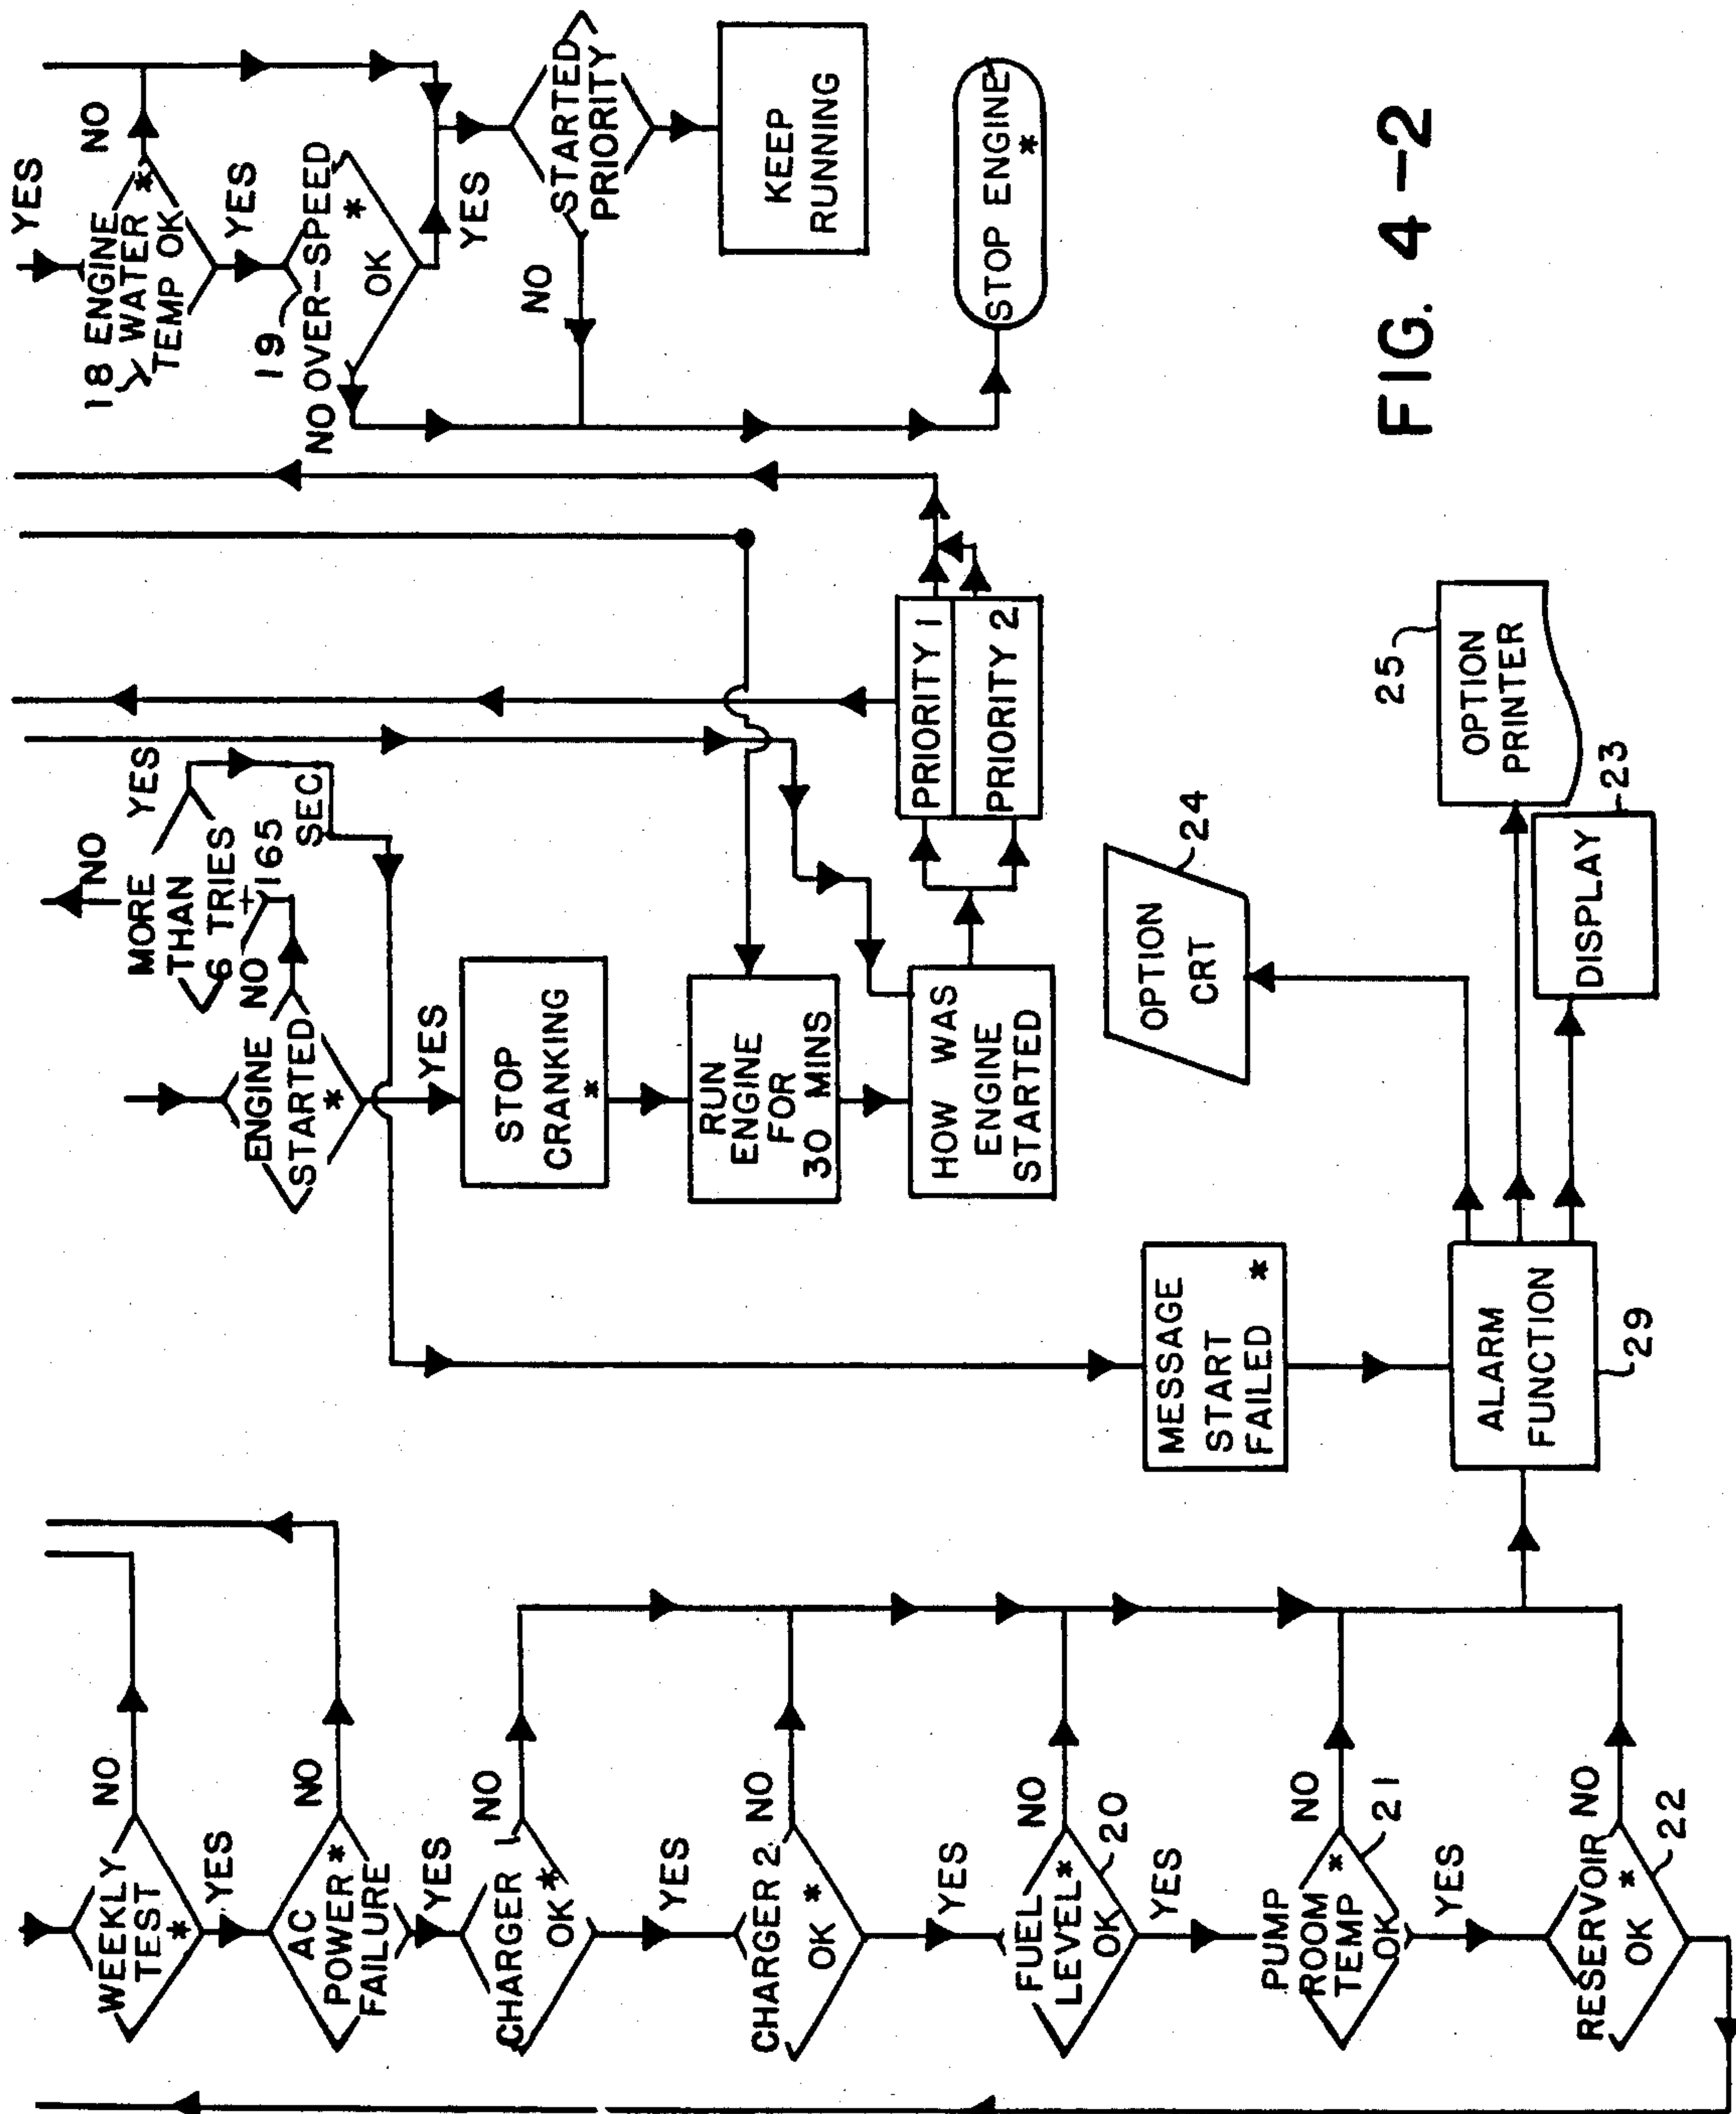 YES
18 ENGINE
WATER *
TEMP OK
NO
YES
19
NO OVER-SPEED
*
OK
YES
STARTED
PRIORITY
NO
KEEP
RUNNING
STOP ENGINE
*
NO
MORE
THAN
6 TRIES
YES
+165
SEC
NO
ENGINE
STARTED
*
YES
STOP
CRANKING
*
RUN
ENGINE
FOR
30 MINS
HOW WAS
ENGINE
STARTED
PRIORITY 1
PRIORITY 2
MESSAGE
START
FAILED *
ALARM
FUNCTION
29
OPTION
CRT
24
OPTION
PRINTER
25
DISPLAY
23
WEEKLY
TEST
*
NO
YES
AC
POWER *
FAILURE
NO
YES
CHARGER 1
OK *
NO
YES
CHARGER 2
*
OK
NO
YES
FUEL
LEVEL *
OK
NO
20
YES
PUMP
ROOM *
TEMP
OK
NO
21
YES
RESERVOIR
*
OK
NO
22
FIG. 4-2